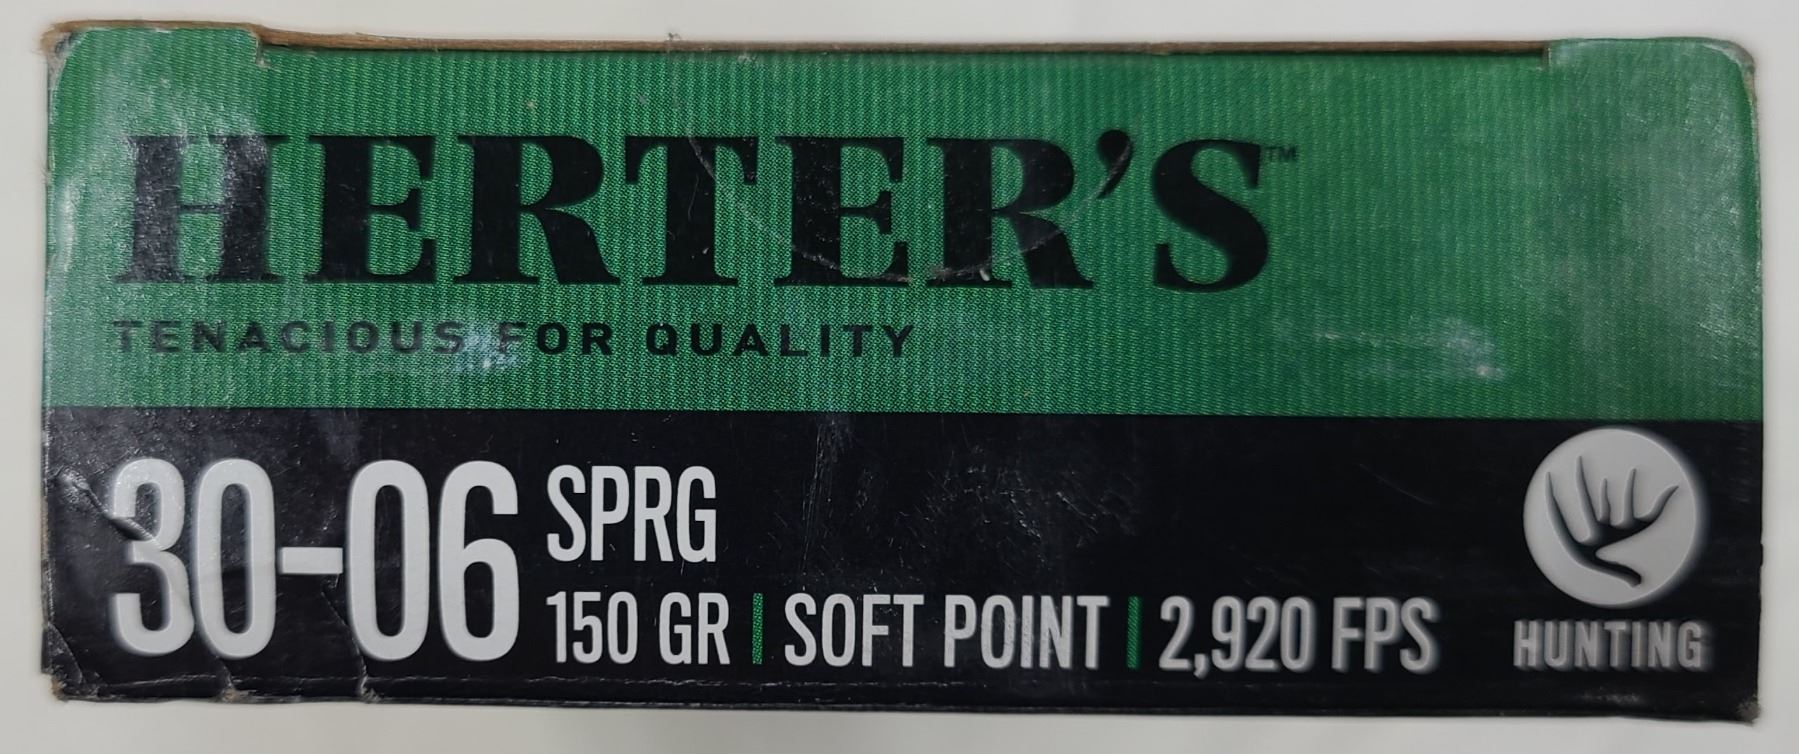 HERTER'S™
TENACIOUS FOR QUALITY
30-06 SPRG
150 GR | SOFT POINT | 2,920 FPS
HUNTING